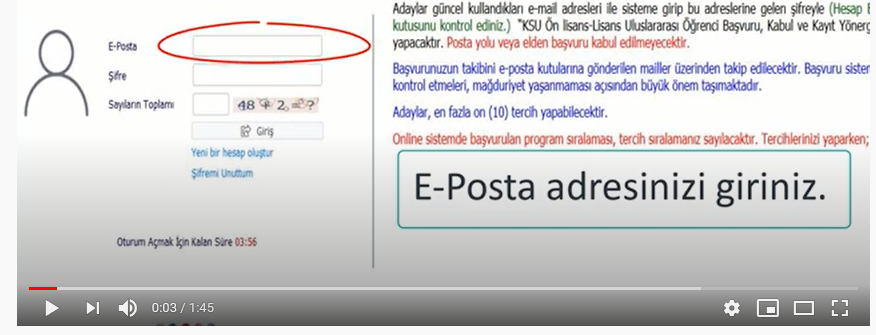 E-Posta
Şifre
Sayıların Toplamı
48 + 2 =?
Giriş
Yeni bir hesap oluştur
Şifremi Unuttum
Oturum Açmak İçin Kalan Süre 03:56
Adaylar güncel kullandıkları e-mail adresleri ile sisteme girip bu adreslerine gelen şifreyle (Hesap
kutusunu kontrol ediniz.) "KSU Ön lisans-Lisans Uluslararası Öğrenci Başvuru, Kabul ve Kayıt
yapacaktır. Posta yolu veya elden başvuru kabul edilmeyecektir.
Başvurunuzun takibini e-posta kutularına gönderilen mailler üzerinden takip edilecektir. Başvuru
kontrol etmeleri, mağduriyet yaşanmaması açısından büyük önem taşımaktadır.
Adaylar, en fazla on (10) tercih yapabilecektir.
Online sistemde başvurulan program sıralaması, tercih sıralamanız sayılacaktır. Tercihlerinizi yaparken;
E-Posta adresinizi giriniz.
0:03 / 1:45